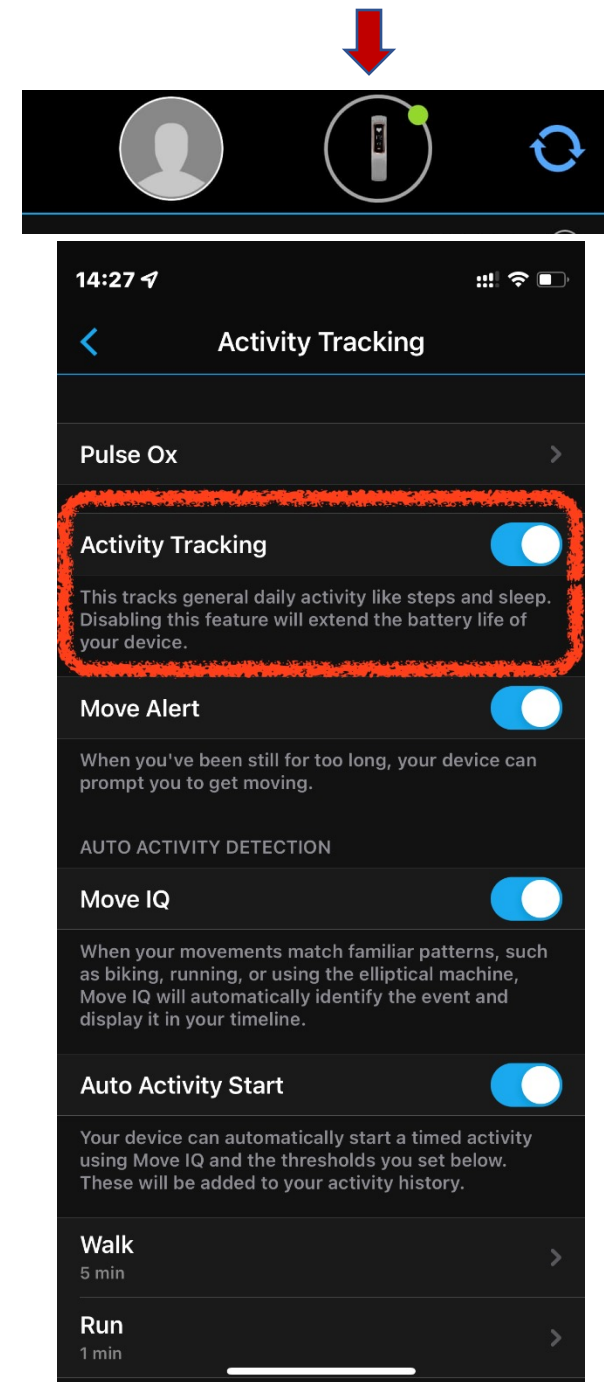 14:27
Activity Tracking
Pulse Ox
Activity Tracking
This tracks general daily activity like steps and sleep.
Disabling this feature will extend the battery life of
your device.
Move Alert
When you've been still for too long, your device can
prompt you to get moving.
AUTO ACTIVITY DETECTION
Move IQ
When your movements match familiar patterns, such
as biking, running, or using the elliptical machine,
Move IQ will automatically identify the event and
display it in your timeline.
Auto Activity Start
Your device can automatically start a timed activity
using Move IQ and the thresholds you set below.
These will be added to your activity history.
Walk
5 min
Run
1 min